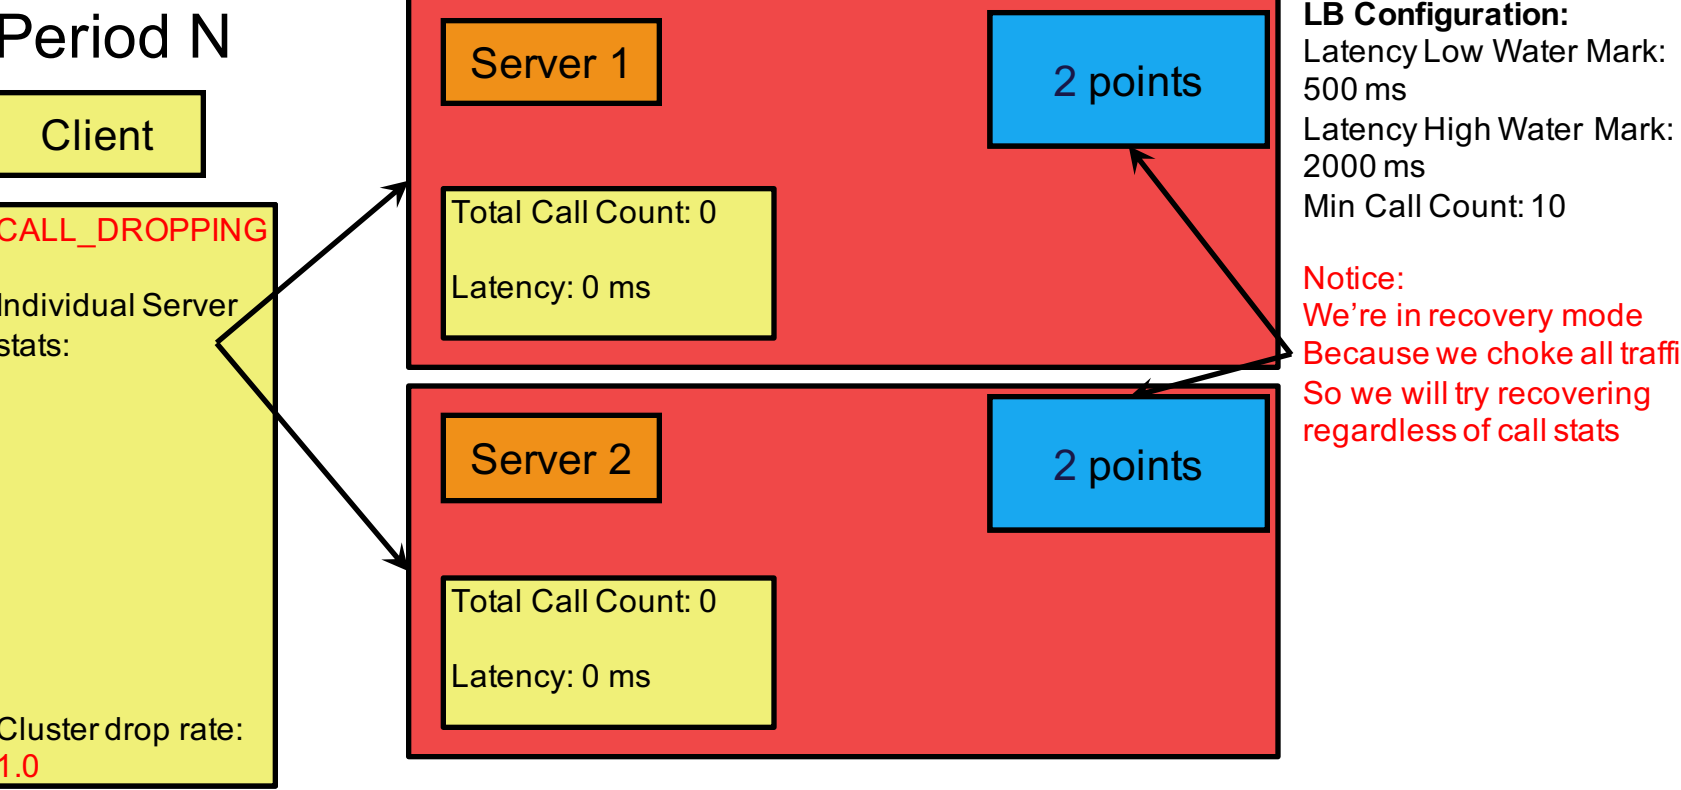 Period N
Client
CALL_DROPPING
Individual Server
stats:
Cluster drop rate:
1.0
Server 1
2 points
Total Call Count: 0
Latency: 0 ms
Server 2
2 points
Total Call Count: 0
Latency: 0 ms
LB Configuration:
Latency Low Water Mark:
500 ms
Latency High Water Mark:
2000 ms
Min Call Count: 10
Notice:
We're in recovery mode
Because we choke all traffi
So we will try recovering
regardless of call stats